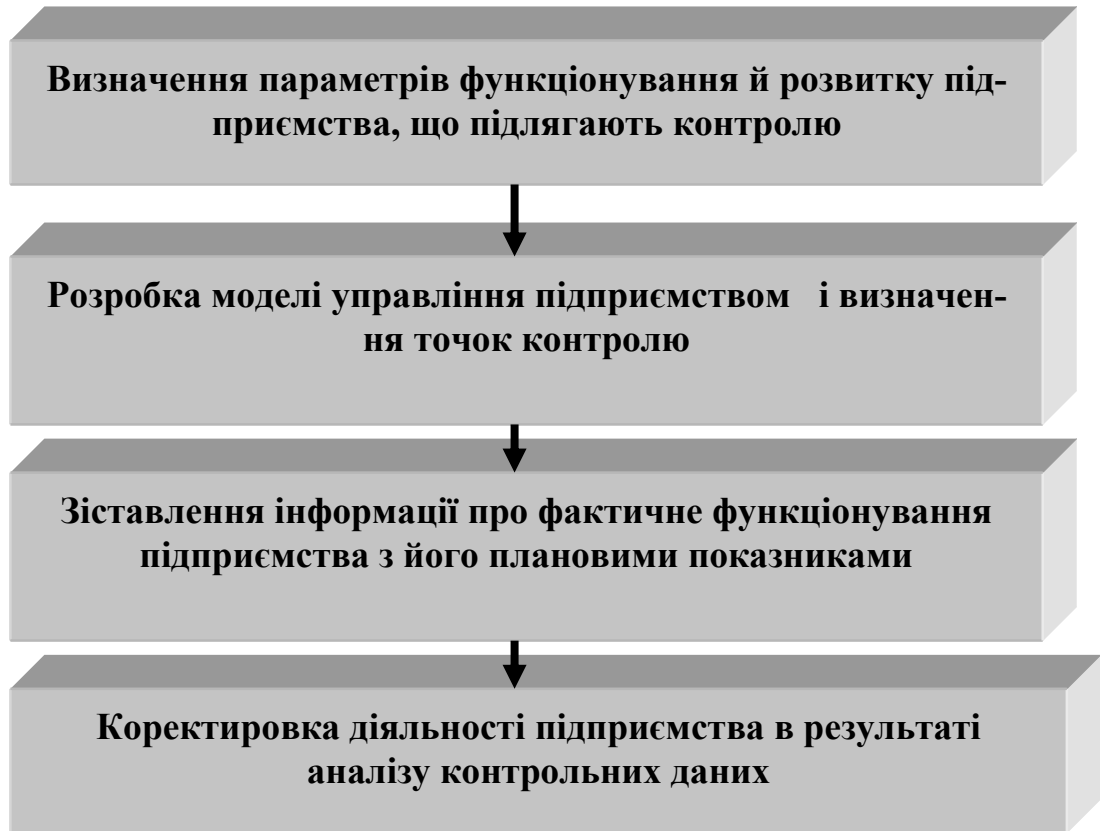 Визначення параметрів функціонування й розвитку під-
приємства, що підлягають контролю
Розробка моделі управління підприємством   і визначен-
ня точок контролю
Зіставлення інформації про фактичне функціонування
підприємства з його плановими показниками
Коректировка діяльності підприємства в результаті
аналізу контрольних даних